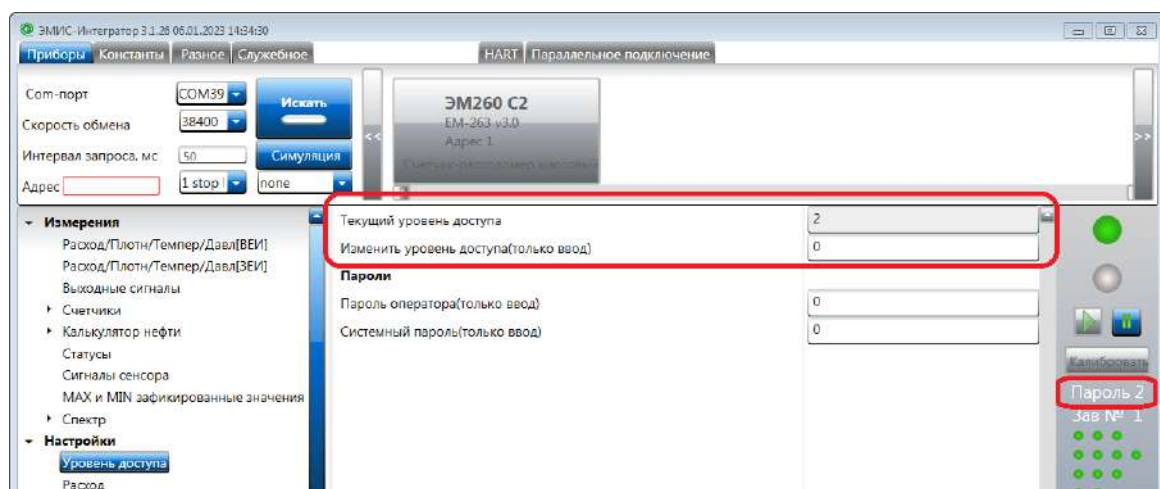 ЭМИС-Интегратор 3.1.26 06.01.2023 14:34:30
Приборы Константы Разное Служебное HART Параллельное подключение
Com-порт COM39 Искать
Скорость обмена 38400
Интервал запроса, мс 50 Симуляция
Адрес 1 stop none
<<
ЭМ260 С2
EM-263 v3.0
Адрес 1
>>
Измерения
Расход/Плотн/Темпер/Давл[ВЕИ]
Расход/Плотн/Темпер/Давл[ЗЕИ]
Выходные сигналы
Счетчики
Калькулятор нефти
Статусы
Сигналы сенсора
MAX и MIN зафикированные значения
Спектр
Настройки
Уровень доступа
Расход
Текущий уровень доступа 2
Изменить уровень доступа(только ввод) 0
Пароли
Пароль оператора(только ввод) 0
Системный пароль(только ввод) 0
Калибровать
Пароль 2
Зав № 1